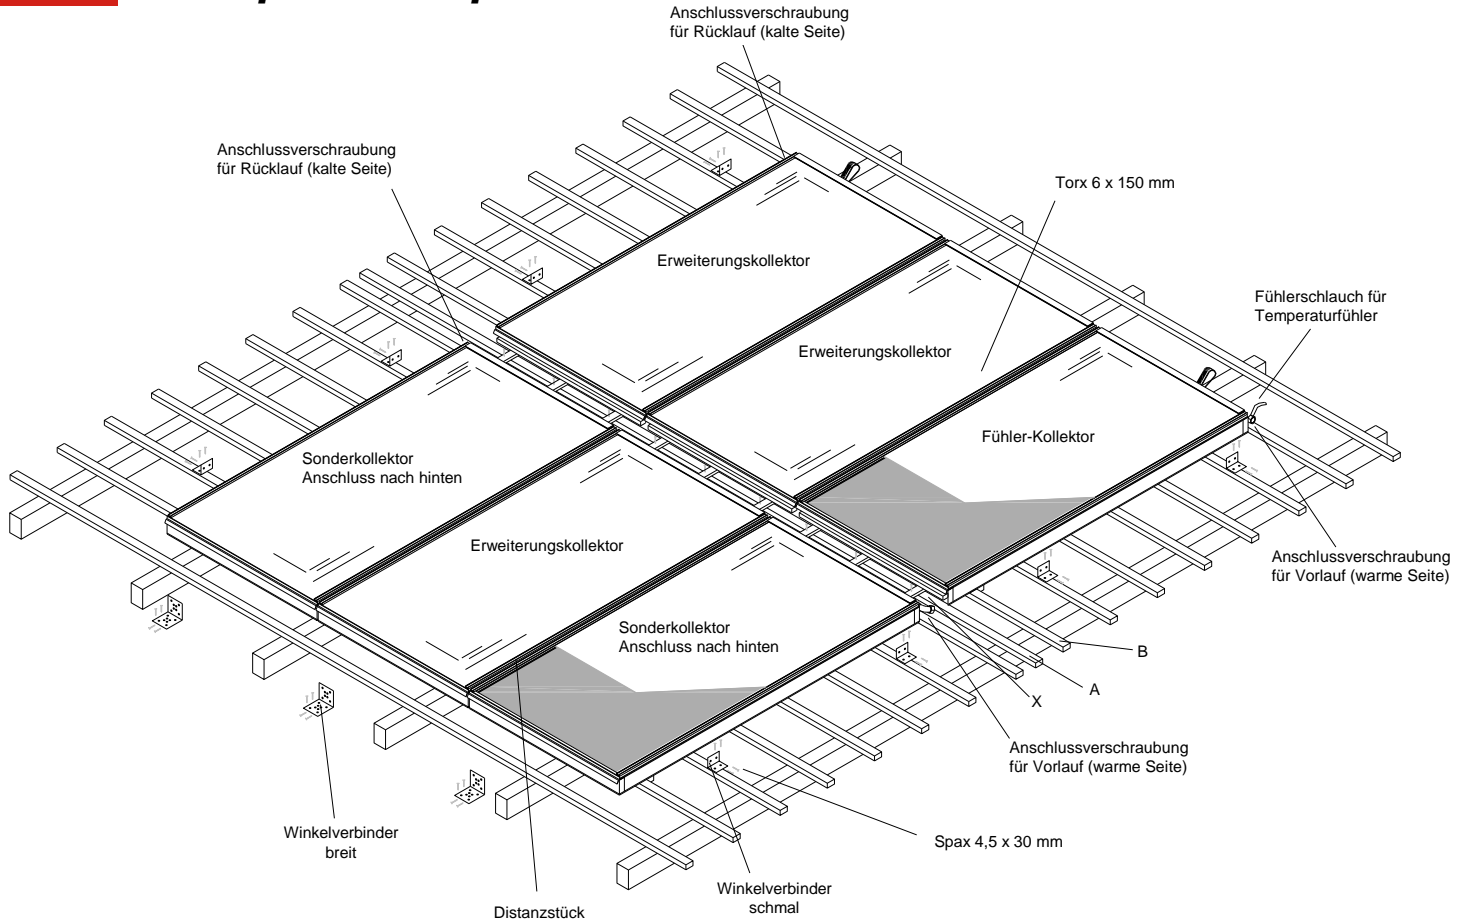 Anschlussverschraubung
für Rücklauf (kalte Seite)
Anschlussverschraubung
für Rücklauf (kalte Seite)
Torx 6 x 150 mm
Erweiterungskollektor
Fühlerschlauch für
Temperaturfühler
Erweiterungskollektor
Fühler-Kollektor
Sonderkollektor
Anschluss nach hinten
Erweiterungskollektor
Anschlussverschraubung
für Vorlauf (warme Seite)
Sonderkollektor
Anschluss nach hinten
B
A
X
Anschlussverschraubung
für Vorlauf (warme Seite)
Winkelverbinder
breit
Spax 4,5 x 30 mm
Winkelverbinder
schmal
Distanzstück